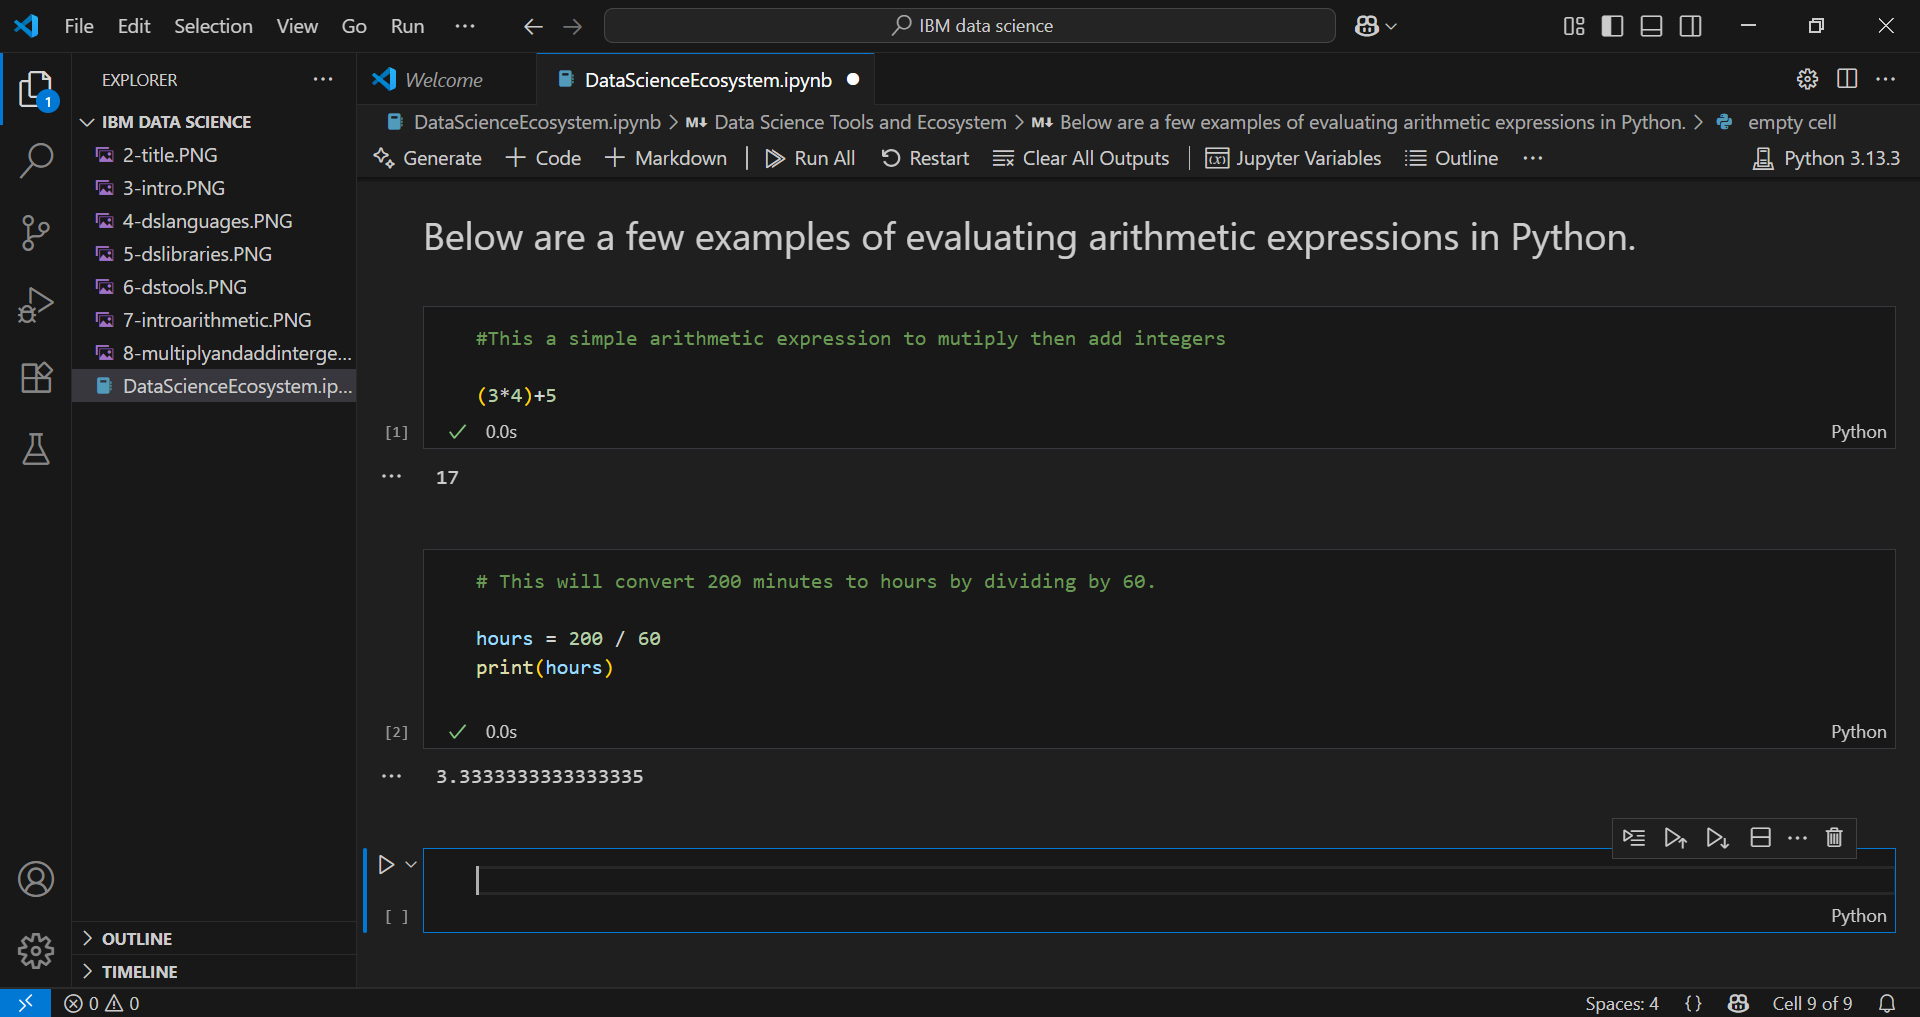 File Edit Selection View Go Run ··· IBM data science
EXPLORER ···
IBM DATA SCIENCE
2-title.PNG
3-intro.PNG
4-dslanguages.PNG
5-dslibraries.PNG
6-dstools.PNG
7-introarithmetic.PNG
8-multiplyandaddinterge...
DataScienceEcosystem.ip...
OUTLINE
TIMELINE
1
Welcome DataScienceEcosystem.ipynb
DataScienceEcosystem.ipynb > M↓ Data Science Tools and Ecosystem > M↓ Below are a few examples of evaluating arithmetic expressions in Python. > empty cell
Generate + Code + Markdown | Run All Restart Clear All Outputs | Jupyter Variables Outline ··· Python 3.13.3
Below are a few examples of evaluating arithmetic expressions in Python.
#This a simple arithmetic expression to mutiply then add integers
(3*4)+5
[1] ✓ 0.0s Python
··· 17
# This will convert 200 minutes to hours by dividing by 60.
hours = 200 / 60
print(hours)
[2] ✓ 0.0s Python
··· 3.3333333333333335
[ ] Python
0 0 Spaces: 4 {} Cell 9 of 9